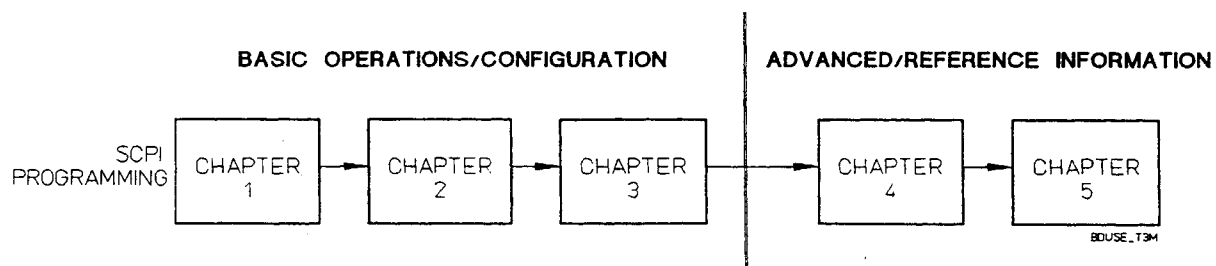 BASIC OPERATIONS/CONFIGURATION
ADVANCED/REFERENCE INFORMATION
SCPI
PROGRAMMING
CHAPTER
1
CHAPTER
2
CHAPTER
3
CHAPTER
4
CHAPTER
5
BDUSE_T3M